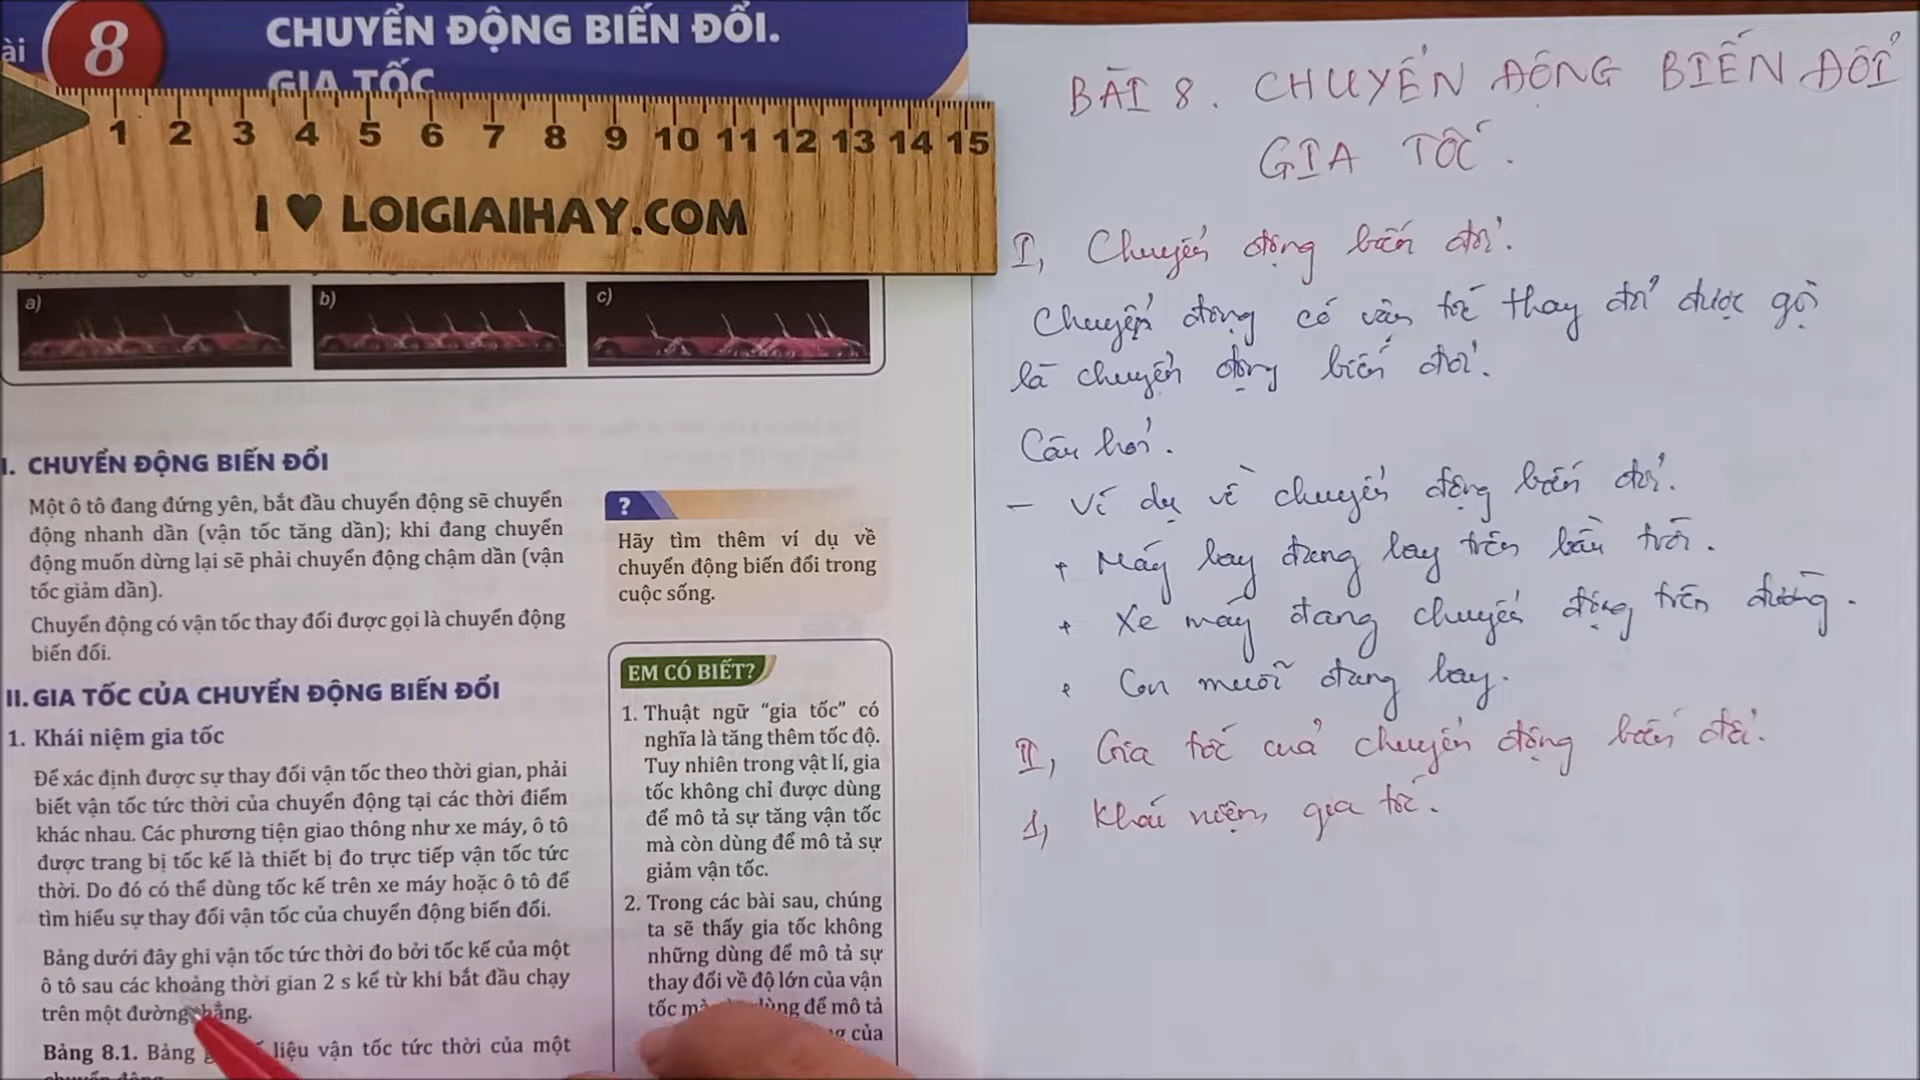 ài
8
CHUYỂN ĐỘNG BIẾN ĐỔI.
GIA TỐC
1 2 3 4 5 6 7 8 9 10 11 12 13 14 15
I ♥ LOIGIAIHAY.COM
a)
b)
c)
I. CHUYỂN ĐỘNG BIẾN ĐỔI
Một ô tô đang đứng yên, bắt đầu chuyển động sẽ chuyển
động nhanh dần (vận tốc tăng dần); khi đang chuyển
động muốn dừng lại sẽ phải chuyển động chậm dần (vận
tốc giảm dần).
Chuyển động có vận tốc thay đổi được gọi là chuyển động
biến đổi.
II. GIA TỐC CỦA CHUYỂN ĐỘNG BIẾN ĐỔI
1. Khái niệm gia tốc
Để xác định được sự thay đổi vận tốc theo thời gian, phải
biết vận tốc tức thời của chuyển động tại các thời điểm
khác nhau. Các phương tiện giao thông như xe máy, ô tô
được trang bị tốc kế là thiết bị đo trực tiếp vận tốc tức
thời. Do đó có thể dùng tốc kế trên xe máy hoặc ô tô để
tìm hiểu sự thay đổi vận tốc của chuyển động biến đổi.
Bảng dưới đây ghi vận tốc tức thời đo bởi tốc kế của một
ô tô sau các khoảng thời gian 2 s kể từ khi bắt đầu chạy
trên một đường thẳng.
Bảng 8.1. Bảng liệu vận tốc tức thời của một
?
Hãy tìm thêm ví dụ về
chuyển động biến đổi trong
cuộc sống.
EM CÓ BIẾT?
1. Thuật ngữ “gia tốc” có
nghĩa là tăng thêm tốc độ.
Tuy nhiên trong vật lí, gia
tốc không chỉ được dùng
để mô tả sự tăng vận tốc
mà còn dùng để mô tả sự
giảm vận tốc.
2. Trong các bài sau, chúng
ta sẽ thấy gia tốc không
những dùng để mô tả sự
thay đổi về độ lớn của vận
tốc mà dùng để mô tả
của
BÀI 8. CHUYỂN ĐỘNG BIẾN ĐỔI
GIA TỐC.
I, Chuyển động biến đổi.
Chuyển động có vận tốc thay đổi được gọi
là chuyển động biến đổi.
Câu hỏi.
- Ví dụ về chuyển động biến đổi.
+ Máy bay đang bay trên bầu trời.
+ Xe máy đang chuyển động trên đường.
+ Con muỗi đang bay.
II, Gia tốc của chuyển động biến đổi.
1, Khái niệm gia tốc.